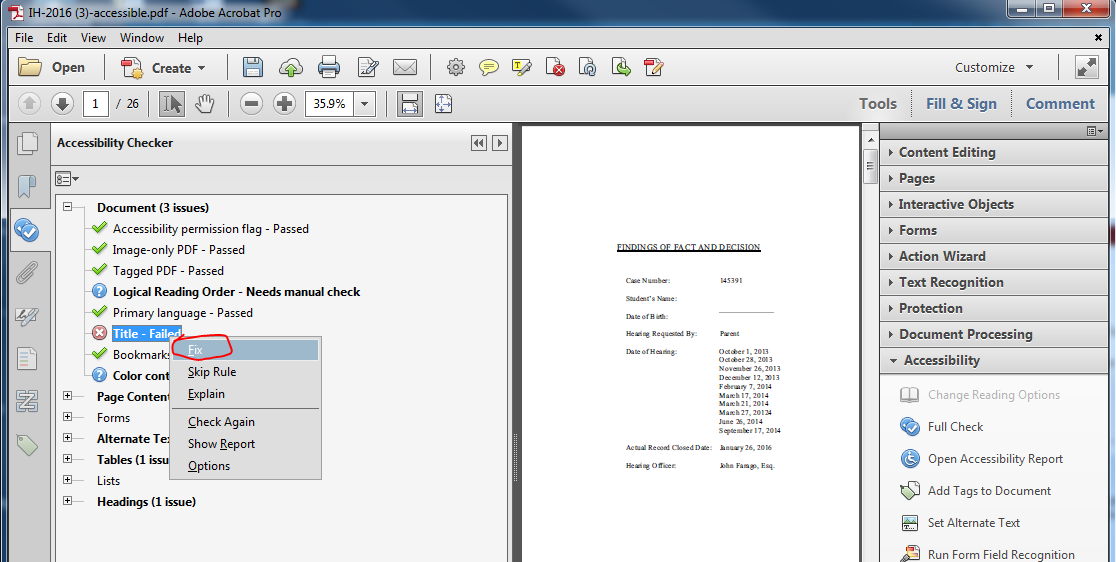 IH-2016 (3)-accessible.pdf - Adobe Acrobat Pro
File Edit View Window Help
Open Create Customize
1 / 26 35.9% Tools Fill & Sign Comment
Accessibility Checker
Document (3 issues)
Accessibility permission flag - Passed
Image-only PDF - Passed
Tagged PDF - Passed
Logical Reading Order - Needs manual check
Primary language - Passed
Title - Failed
Bookmarks
Color cont
Page Content
Forms
Alternate Tex
Tables (1 issu
Lists
Headings (1 issue)
Fix
Skip Rule
Explain
Check Again
Show Report
Options
FINDINGS OF FACT AND DECISION
Case Number: 145391
Student's Name:
Date of Birth:
Hearing Requested By: Parent
Date of Hearing: October 1, 2013
October 28, 2013
November 26, 2013
December 12, 2013
February 7, 2014
March 17, 2014
March 21, 2014
March 27, 20124
June 26, 2014
September 17, 2014
Actual Record Closed Date: January 26, 2016
Hearing Officer: John Farago, Esq.
Content Editing
Pages
Interactive Objects
Forms
Action Wizard
Text Recognition
Protection
Document Processing
Accessibility
Change Reading Options
Full Check
Open Accessibility Report
Add Tags to Document
Set Alternate Text
Run Form Field Recognition